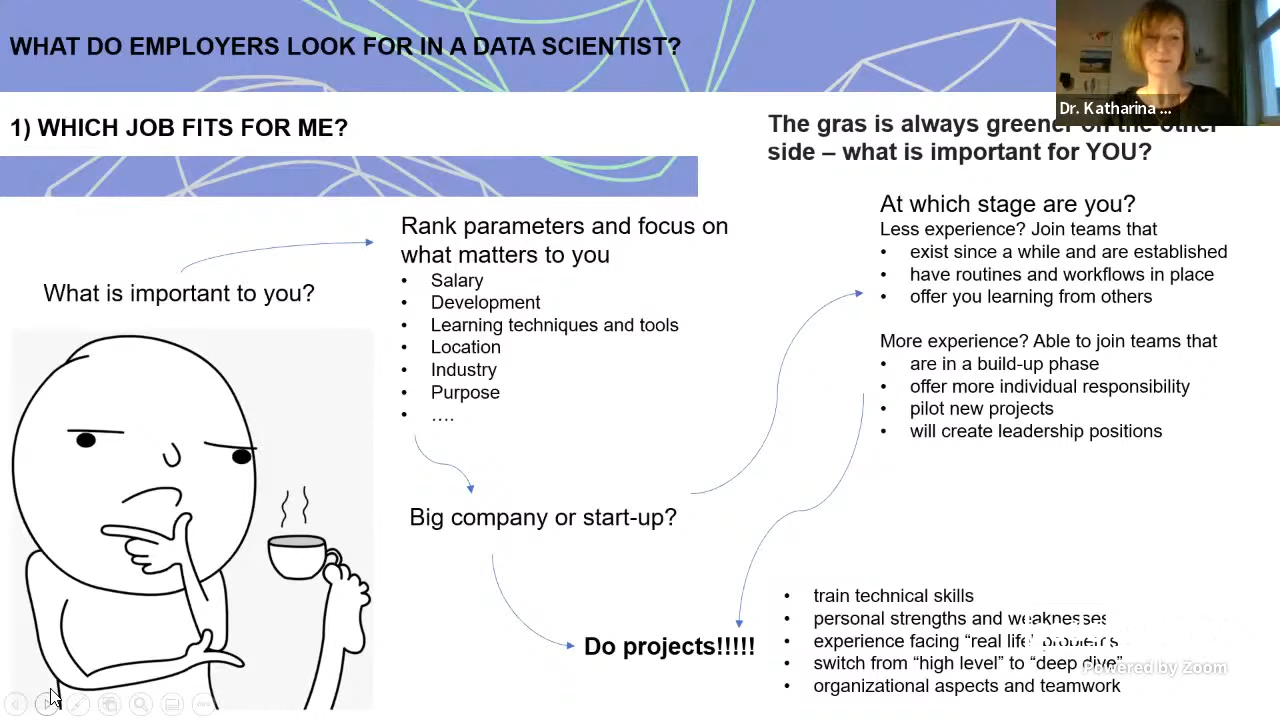 WHAT DO EMPLOYERS LOOK FOR IN A DATA SCIENTIST?
Dr. Katharina ...
1) WHICH JOB FITS FOR ME?
The gras is always greener on the other
side – what is important for YOU?
What is important to you?
Rank parameters and focus on
what matters to you
• Salary
• Development
• Learning techniques and tools
• Location
• Industry
• Purpose
• ....
Big company or start-up?
At which stage are you?
Less experience? Join teams that
• exist since a while and are established
• have routines and workflows in place
• offer you learning from others
More experience? Able to join teams that
• are in a build-up phase
• offer more individual responsibility
• pilot new projects
• will create leadership positions
Do projects!!!!!
• train technical skills
• personal strengths and weaknesses
• experience facing “real life” problems
• switch from “high level” to “deep dive”
• organizational aspects and teamwork
Powered by Zoom